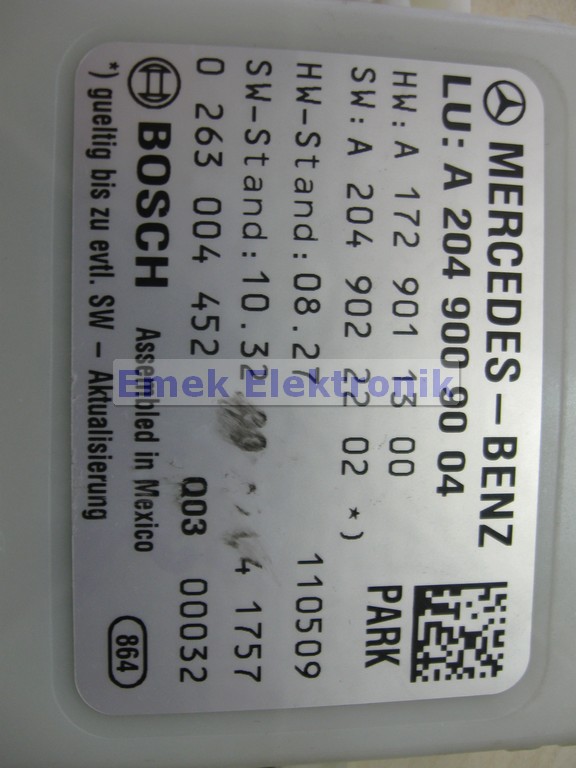 MERCEDES-BENZ
LU: A 204 900 90 04
HW: A 172 901 13 00
SW: A 204 902 22 02 *)
PARK
HW-Stand:08.27 110509
SW-Stand:10.32 4 1757
0 263 004 452 Q03 00032
BOSCH Assembled in Mexico
*) gueltig bis zu evtl. SW - Aktualisierung
864
Emek Elektronik